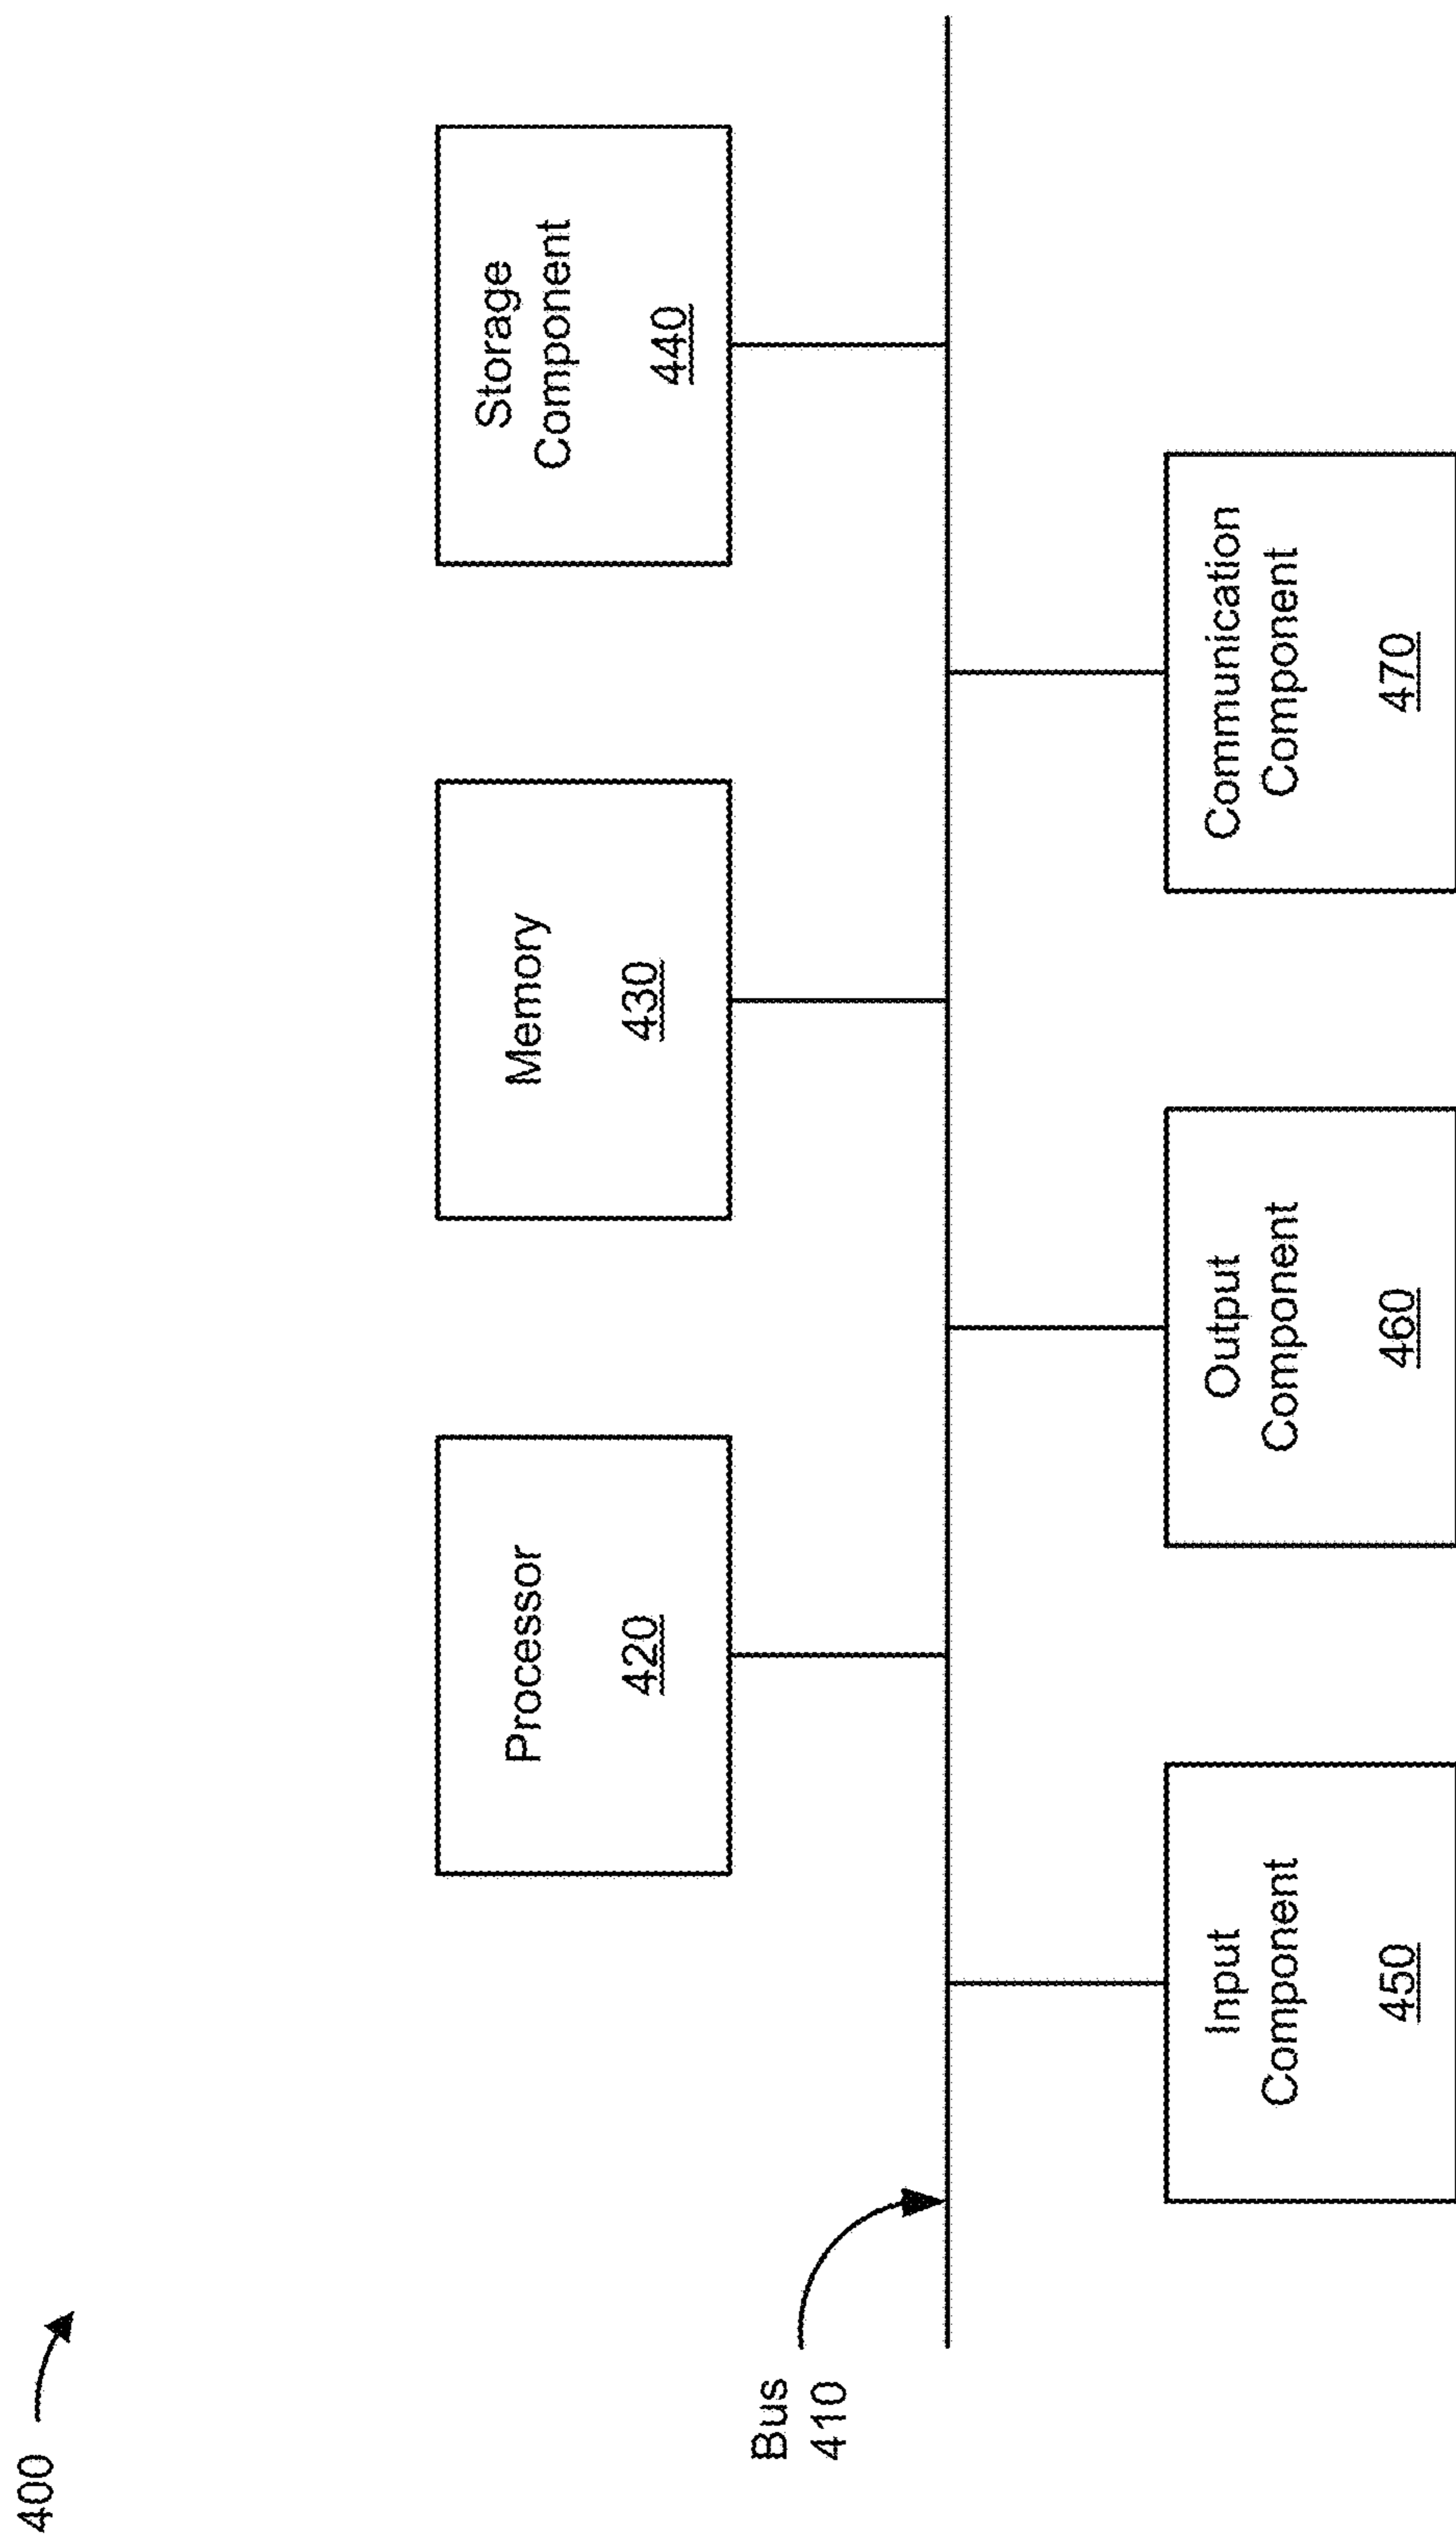 400
Processor
420
Memory
430
Storage
Component
440
Bus
410
Input
Component
450
Output
Component
460
Communication
Component
470